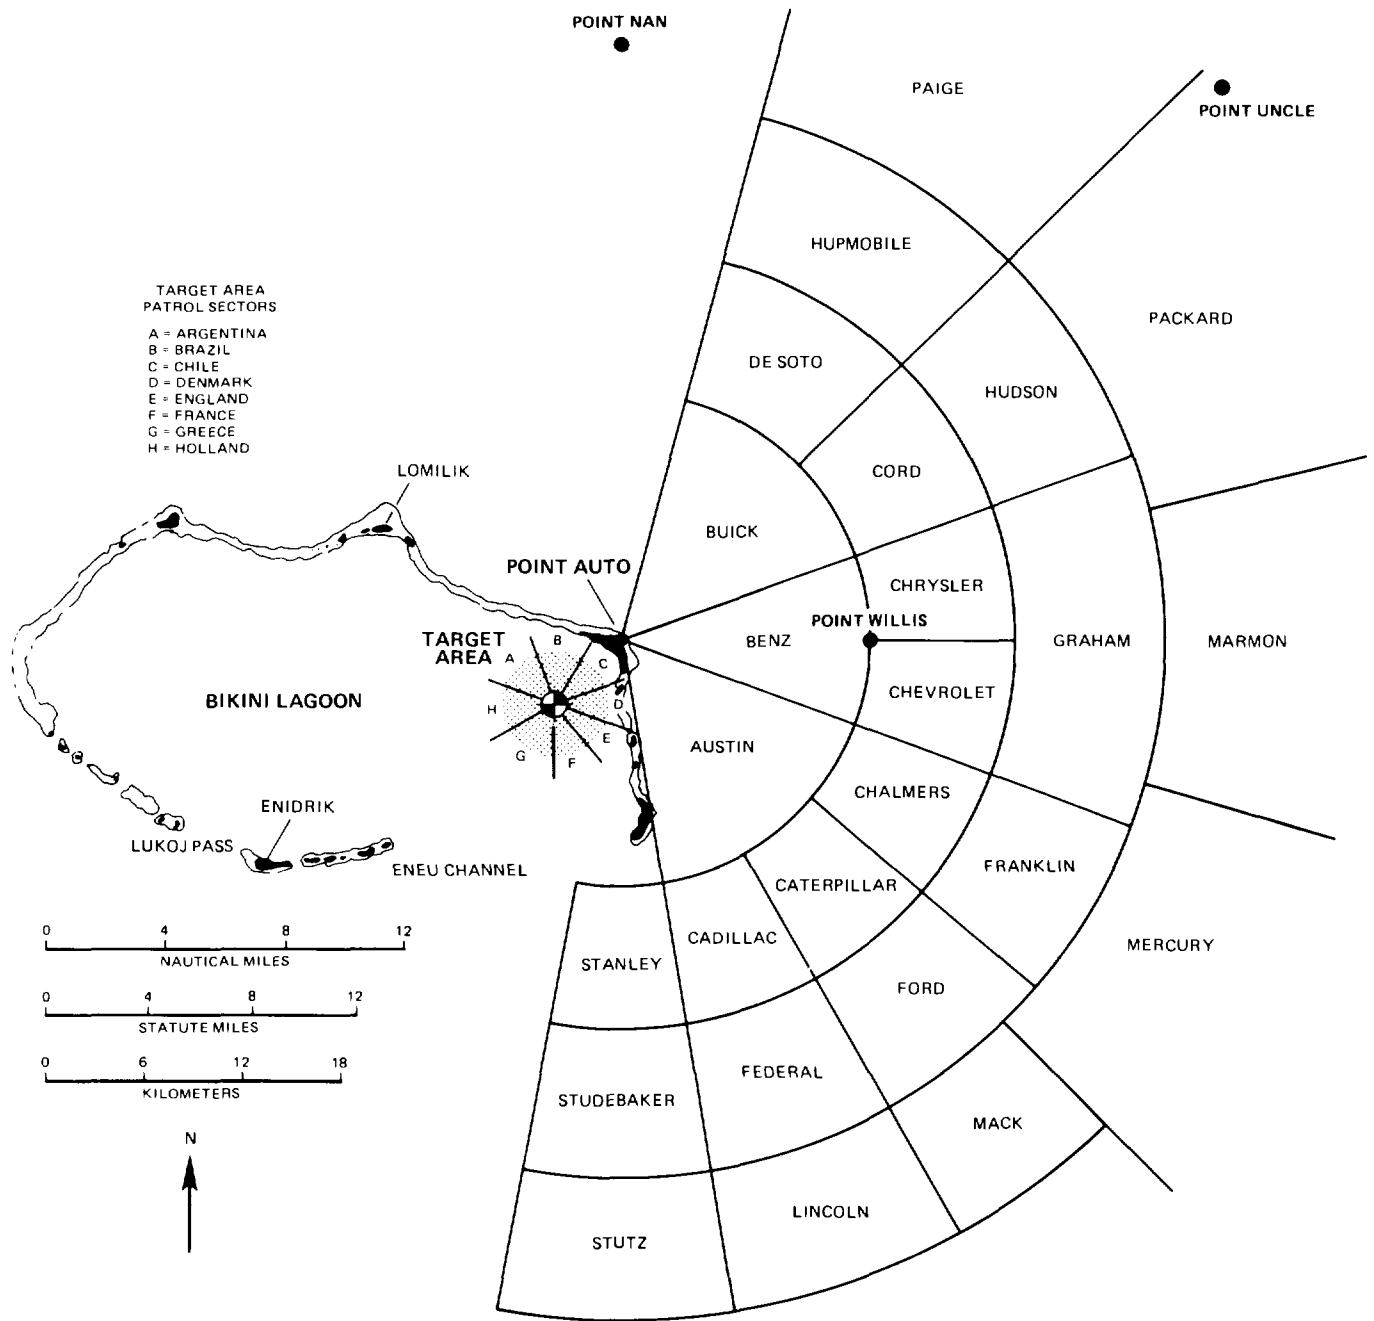 POINT NAN
PAIGE
POINT UNCLE
HUPMOBILE
TARGET AREA
PATROL SECTORS
A = ARGENTINA
B = BRAZIL
C = CHILE
D = DENMARK
E = ENGLAND
F = FRANCE
G = GREECE
H = HOLLAND
PACKARD
DE SOTO
HUDSON
LOMILIK
CORD
BUICK
POINT AUTO
CHRYSLER
POINT WILLIS
BENZ
GRAHAM
MARMON
TARGET
AREA
A
B
C
D
E
F
G
H
BIKINI LAGOON
CHEVROLET
AUSTIN
CHALMERS
ENIDRIK
LUKOJ PASS
ENEU CHANNEL
FRANKLIN
CATERPILLAR
CADILLAC
MERCURY
STANLEY
FORD
0 4 8 12
NAUTICAL MILES
0 4 8 12
STATUTE MILES
0 6 12 18
KILOMETERS
FEDERAL
STUDEBAKER
MACK
N
LINCOLN
STUTZ